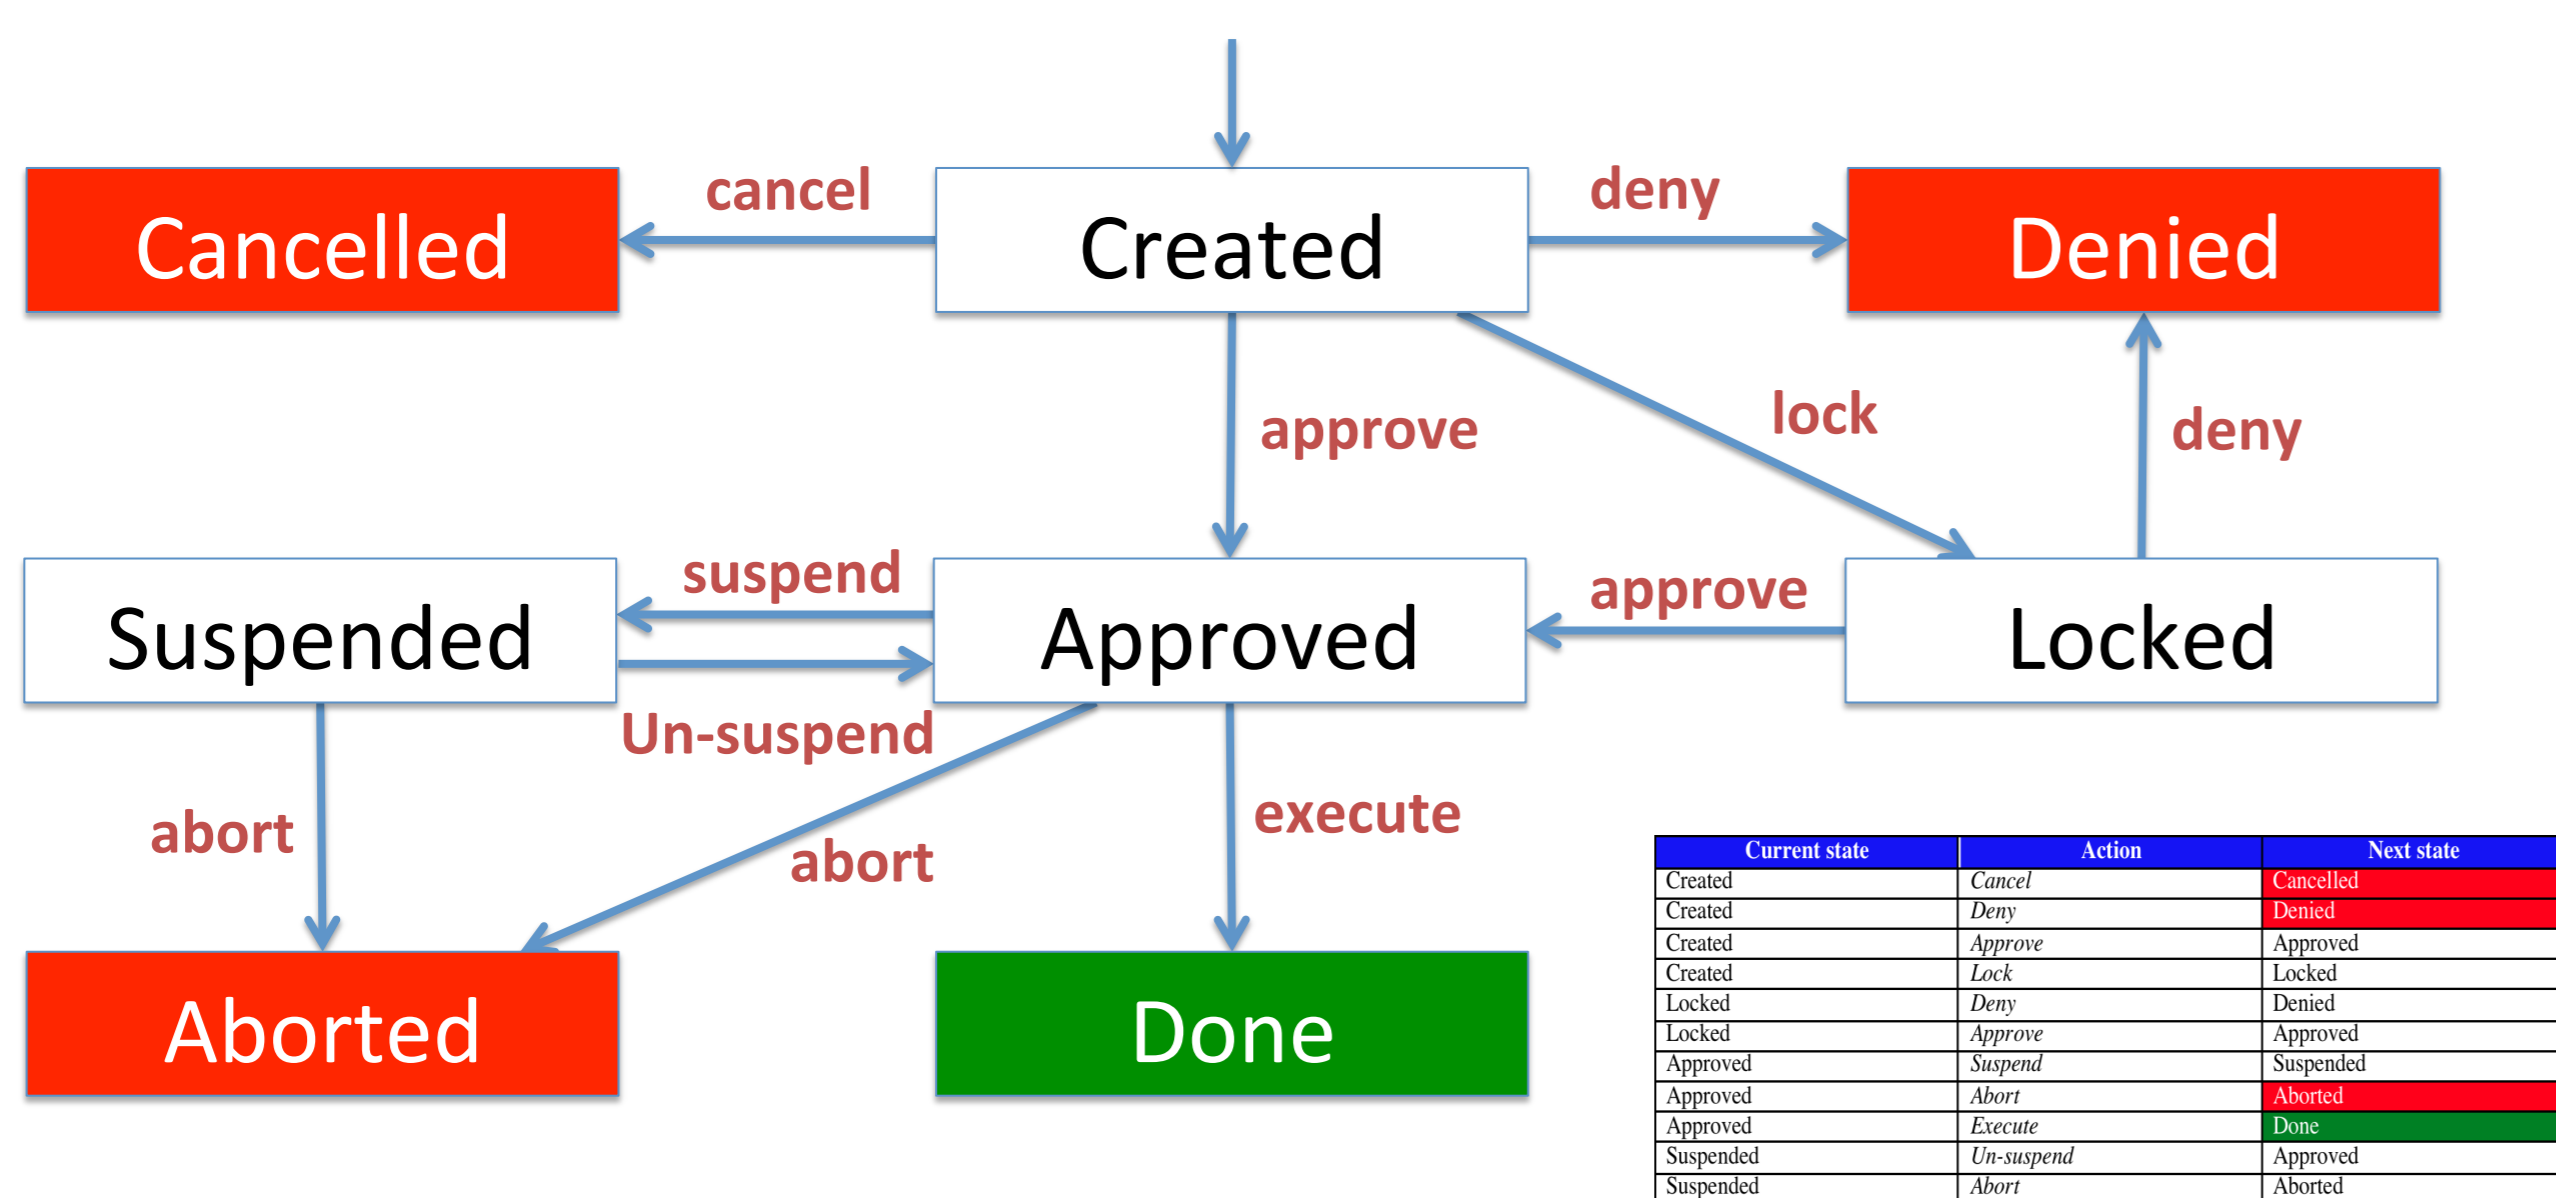 cancel
deny
Cancelled
Created
Denied
approve
lock
deny
suspend
approve
Suspended
Approved
Locked
Un-suspend
abort
abort
execute
Aborted
Done
Current state Action Next state
Created Cancel Cancelled
Created Deny Denied
Created Approve Approved
Created Lock Locked
Locked Deny Denied
Locked Approve Approved
Approved Suspend Suspended
Approved Abort Aborted
Approved Execute Done
Suspended Un-suspend Approved
Suspended Abort Aborted